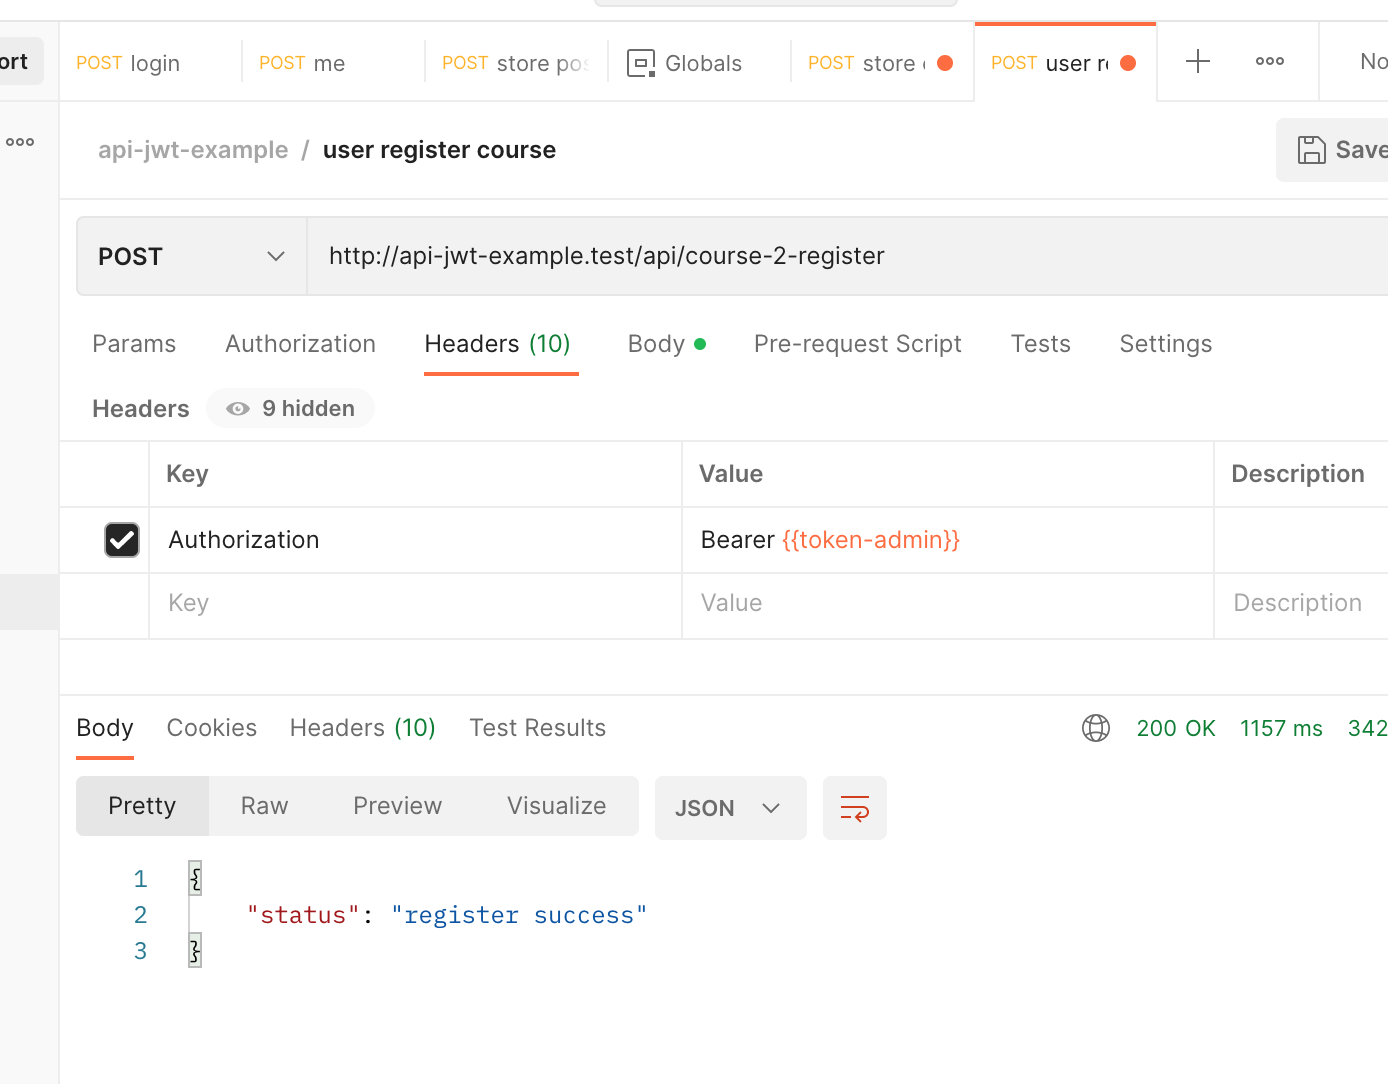 ort
POST login
POST me
POST store pos
Globals
POST store
POST user re
No
api-jwt-example / user register course
Save
POST
http://api-jwt-example.test/api/course-2-register
Params Authorization Headers (10) Body Pre-request Script Tests Settings
Headers 9 hidden
Key Value Description
Authorization Bearer {{token-admin}}
Key Value Description
Body Cookies Headers (10) Test Results 200 OK 1157 ms 342
Pretty Raw Preview Visualize JSON
1 {
2 "status": "register success"
3 }